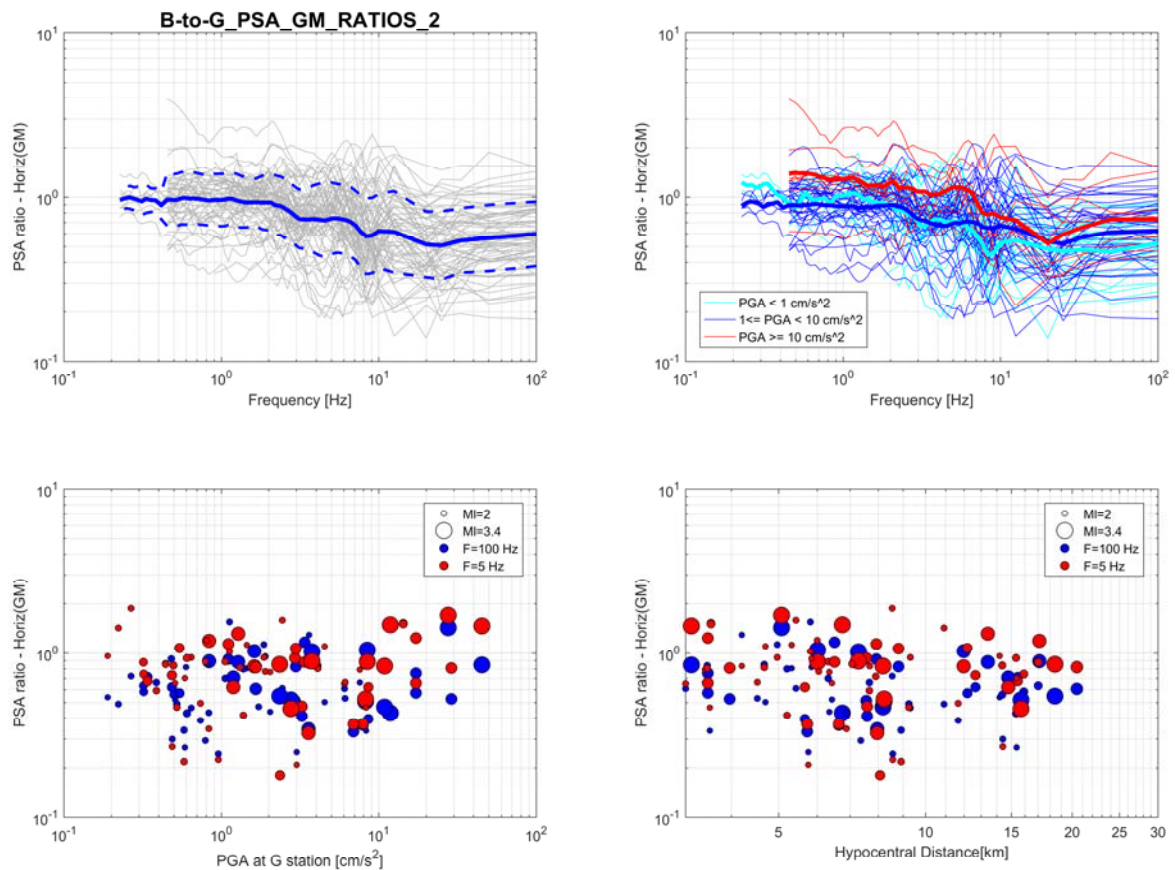 B-to-G_PSA_GM_RATIOS_2
10^1
10^0
10^-1
PSA ratio - Horiz(GM)
10^-1
10^0
10^1
10^2
Frequency [Hz]
10^1
10^0
10^-1
PSA ratio - Horiz(GM)
PGA < 1 cm/s^2
1<= PGA < 10 cm/s^2
PGA >= 10 cm/s^2
10^-1
10^0
10^1
10^2
Frequency [Hz]
10^1
10^0
10^-1
PSA ratio - Horiz(GM)
Ml=2
Ml=3.4
F=100 Hz
F=5 Hz
10^-1
10^0
10^1
10^2
PGA at G station [cm/s²]
10^1
10^0
10^-1
PSA ratio - Horiz(GM)
Ml=2
Ml=3.4
F=100 Hz
F=5 Hz
5
10
15
20
30
Hypocentral Distance[km]